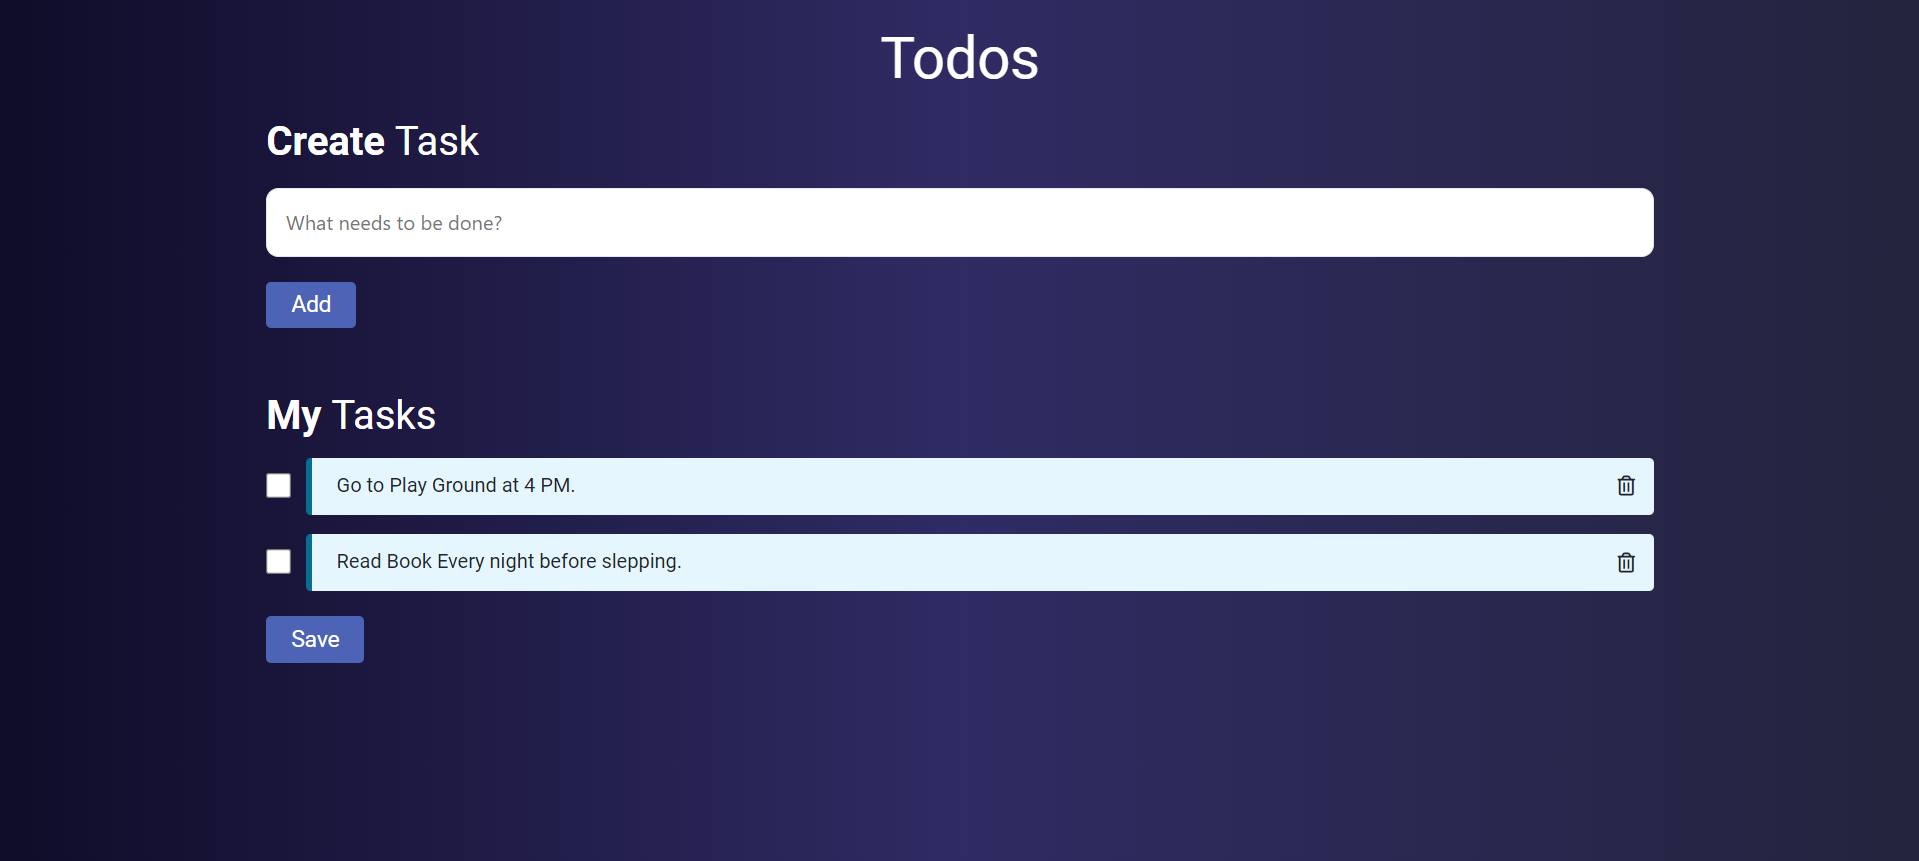 Todos
Create Task
What needs to be done?
Add
My Tasks
Go to Play Ground at 4 PM.
Read Book Every night before slepping.
Save